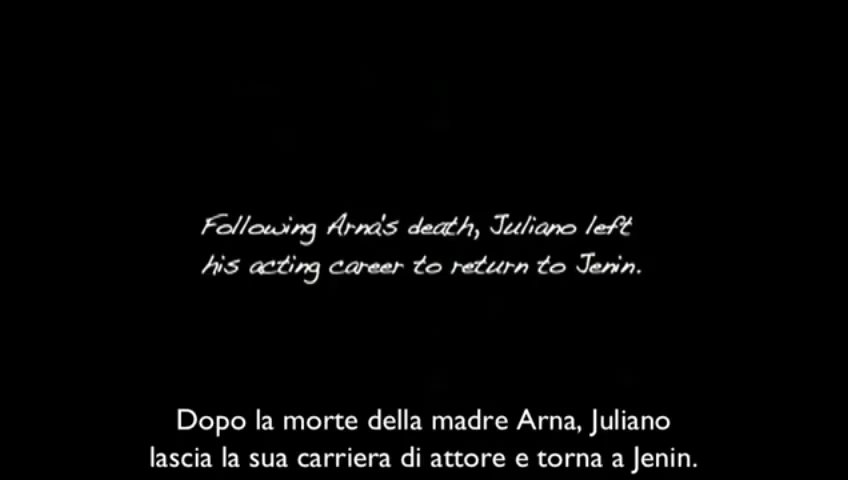 Following Arna's death, Juliano left
his acting career to return to Jenin.
Dopo la morte della madre Arna, Juliano
lascia la sua carriera di attore e torna a Jenin.